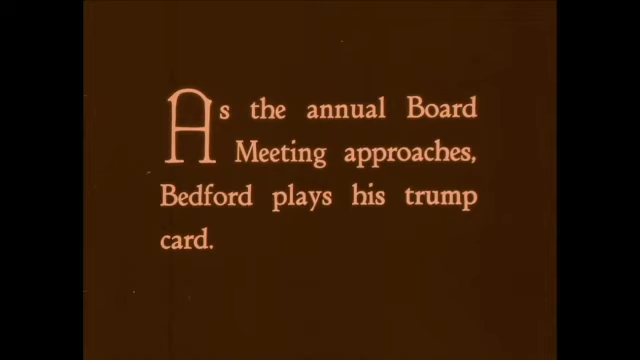 As the annual Board
Meeting approaches,
Bedford plays his trump
card.